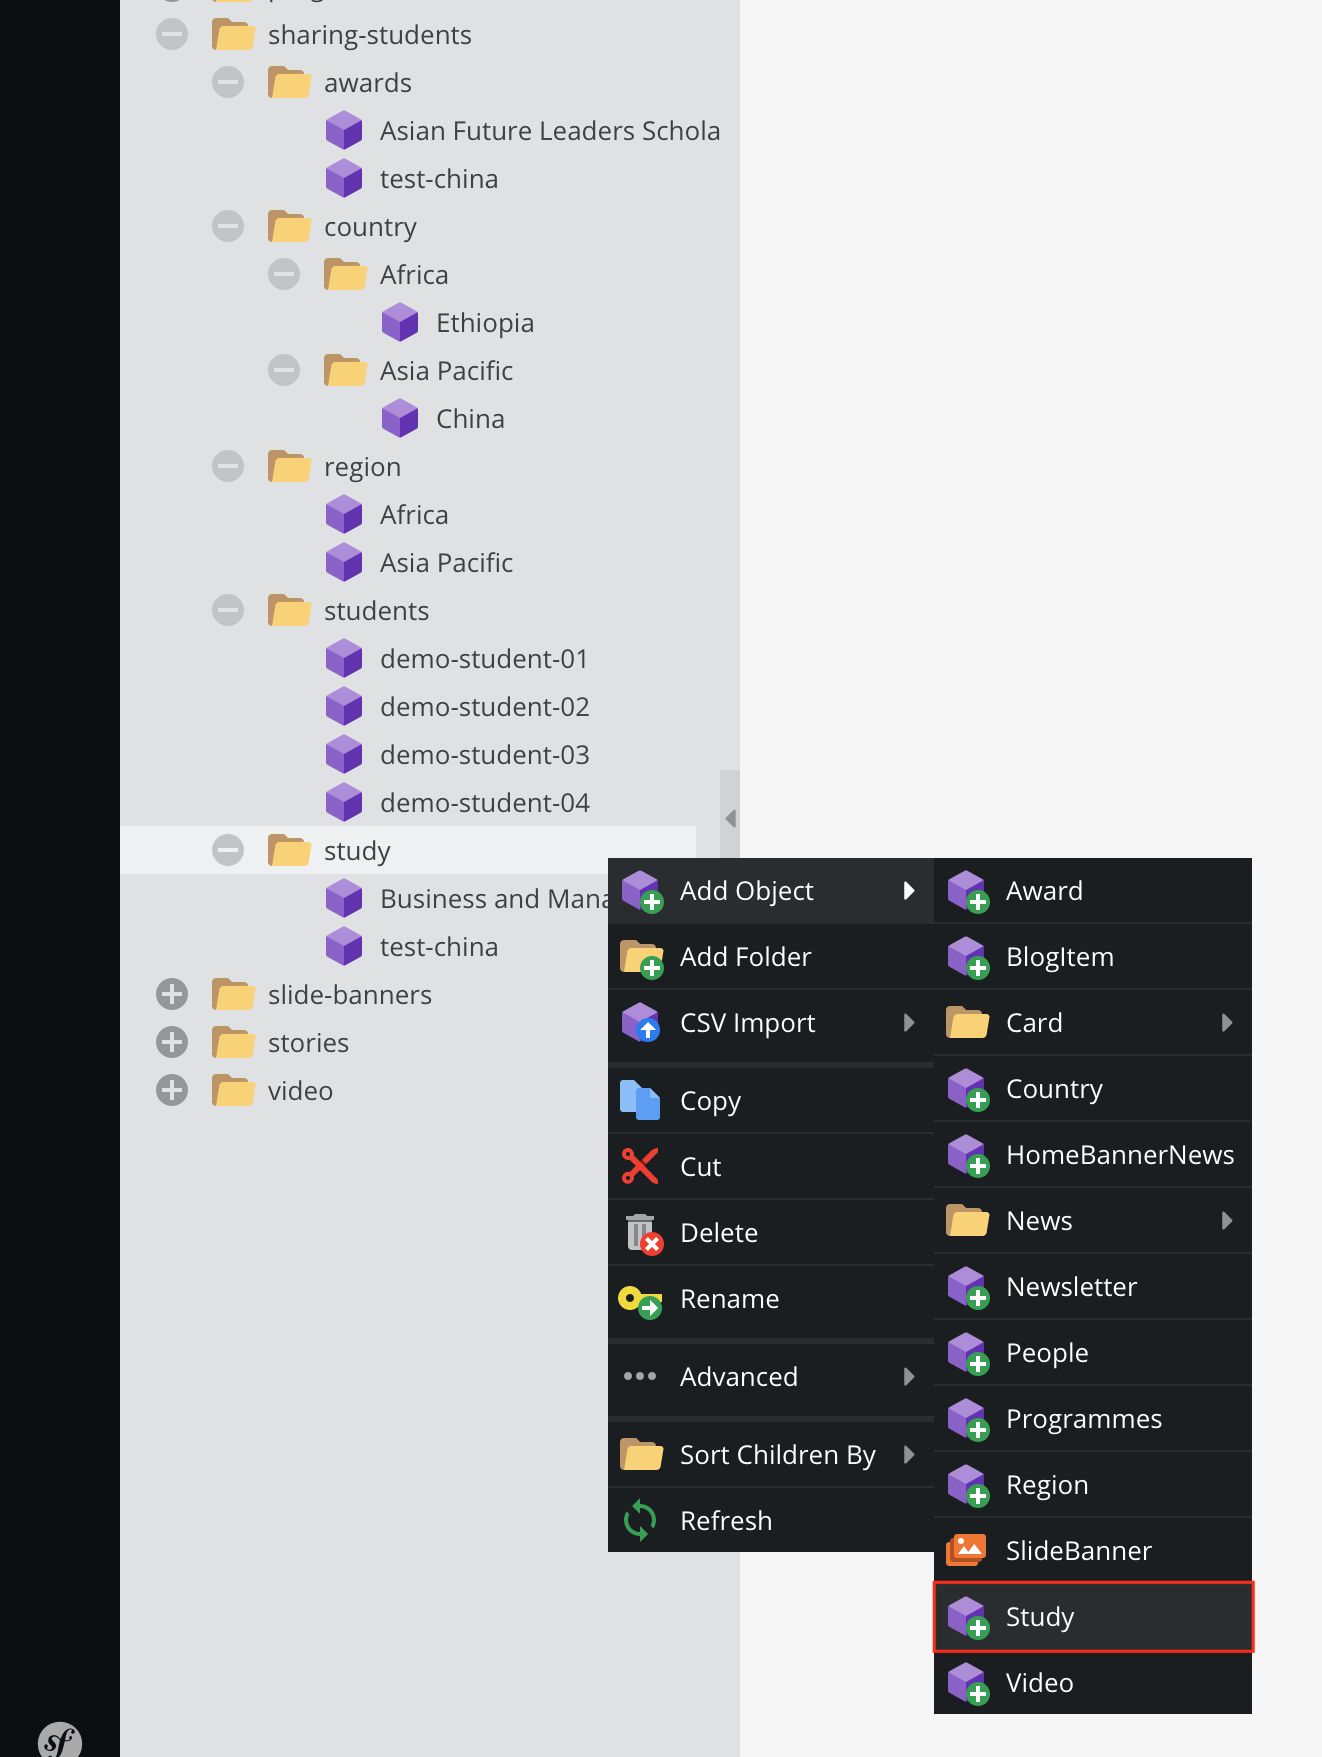 sharing-students
awards
Asian Future Leaders Schola
test-china
country
Africa
Ethiopia
Asia Pacific
China
region
Africa
Asia Pacific
students
demo-student-01
demo-student-02
demo-student-03
demo-student-04
study
Business and Mana
test-china
slide-banners
stories
video
Add Object
Add Folder
CSV Import
Copy
Cut
Delete
Rename
Advanced
Sort Children By
Refresh
Award
BlogItem
Card
Country
HomeBannerNews
News
Newsletter
People
Programmes
Region
SlideBanner
Study
Video
sf